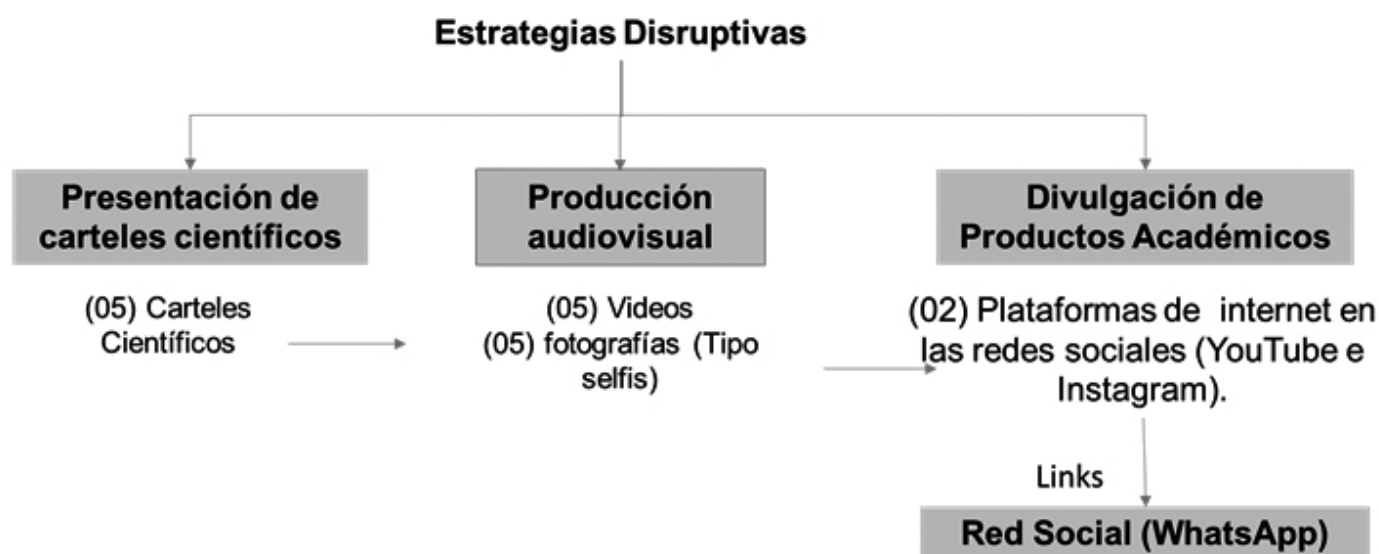 Estrategias Disruptivas
Presentación de
carteles científicos
Producción
audiovisual
Divulgación de
Productos Académicos
(05) Carteles
Científicos
(05) Videos
(05) fotografías (Tipo
selfis)
(02) Plataformas de internet en
las redes sociales (YouTube e
Instagram).
Links
Red Social (WhatsApp)